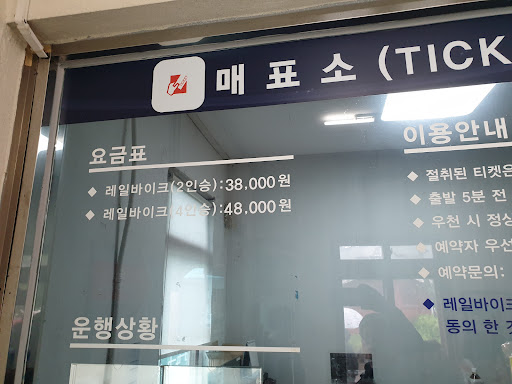 매표소 (TICK
요금표
◆ 레일바이크(2인승):38,000원
◆ 레일바이크(4인승):48,000원
운행상황
이용안내
◆ 절취된 티켓은
◆ 출발 5분 전
◆ 우천 시 정상
◆ 예약자 우선
◆ 예약문의:
◆ 레일바이크
동의 한 것